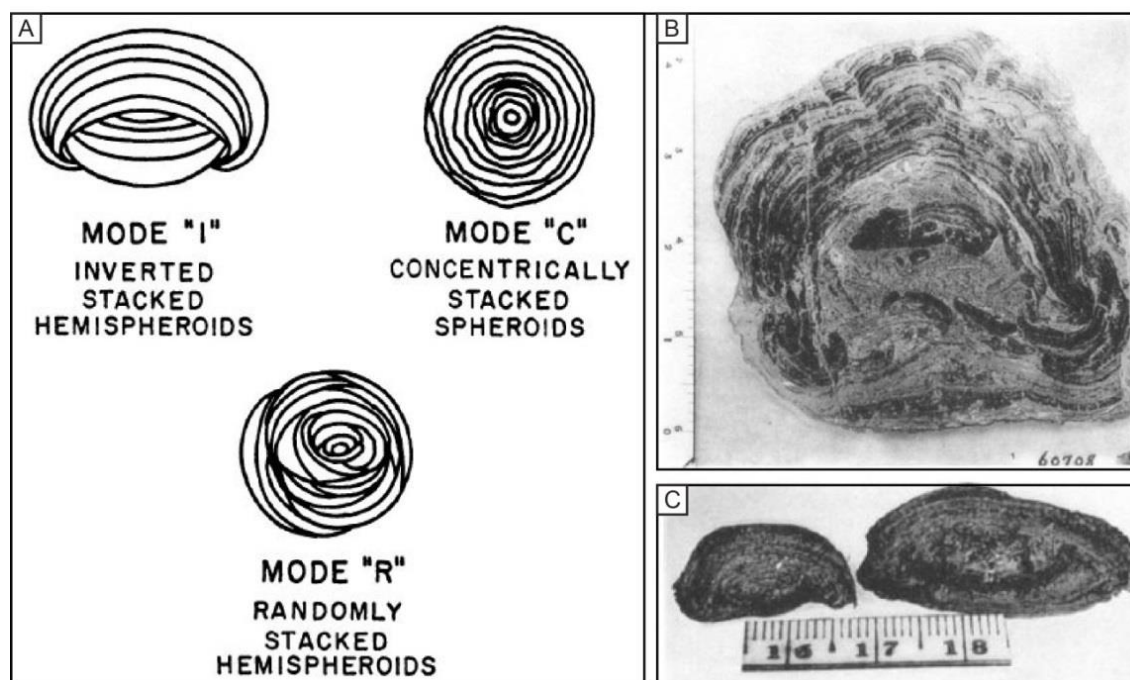 A
MODE "I"
INVERTED
STACKED
HEMISPHEROIDS
MODE "C"
CONCENTRICALLY
STACKED
SPHEROIDS
MODE "R"
RANDOMLY
STACKED
HEMISPHEROIDS
B
60708
C
16 17 18